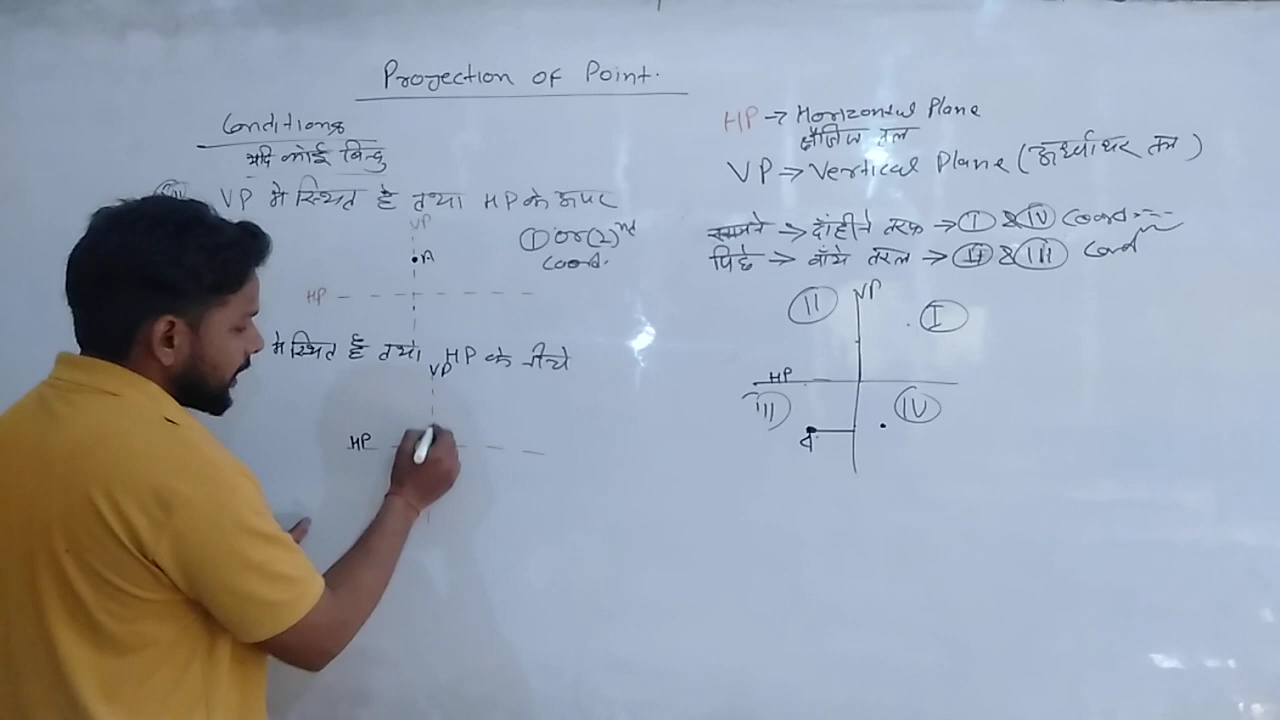 Projection of Point.
Conditions
यदि कोई बिन्दु
VP मे स्थित है तथा HP के ऊपर
VP
A
① or (2)nd
coord.
HP
मे स्थित है तथा HP के नीचे
VP
HP
HP → Horizontal Plane
क्षैतिज तल
VP → Vertical Plane (ऊर्ध्वाधर तल)
सामने → दाँहीने तरफ → Ⅰ & Ⅳ Coord
पिछे → बाँये तरफ → Ⅱ & Ⅲ Cord
VP
II
I
HP
III
IV